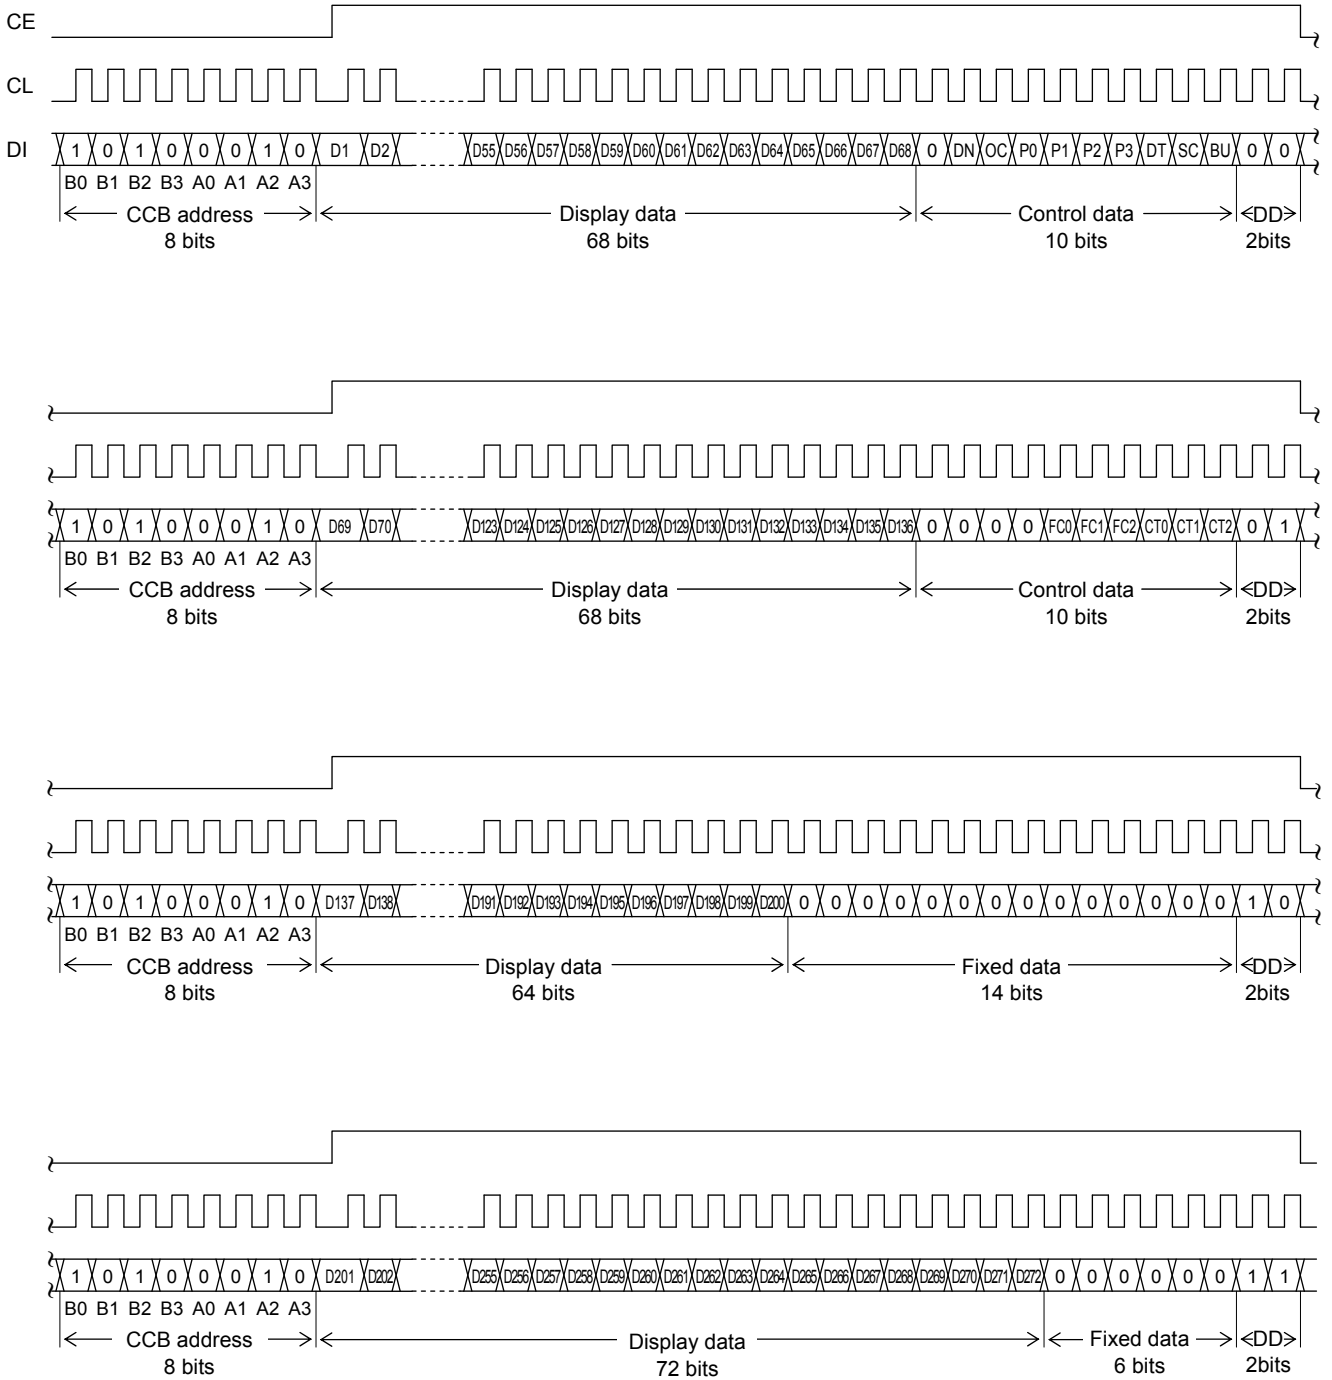 CE
CL
DI 1 0 1 0 0 0 1 0 D1 D2 D55 D56 D57 D58 D59 D60 D61 D62 D63 D64 D65 D66 D67 D68 0 DN OC P0 P1 P2 P3 DT SC BU 0 0
B0 B1 B2 B3 A0 A1 A2 A3
CCB address Display data Control data DD
8 bits 68 bits 10 bits 2bits
1 0 1 0 0 0 1 0 D69 D70 D123 D124 D125 D126 D127 D128 D129 D130 D131 D132 D133 D134 D135 D136 0 0 0 0 FC0 FC1 FC2 CT0 CT1 CT2 0 1
B0 B1 B2 B3 A0 A1 A2 A3
CCB address Display data Control data DD
8 bits 68 bits 10 bits 2bits
1 0 1 0 0 0 1 0 D137 D138 D191 D192 D193 D194 D195 D196 D197 D198 D199 D200 0 0 0 0 0 0 0 0 0 0 0 0 0 0 1 0
B0 B1 B2 B3 A0 A1 A2 A3
CCB address Display data Fixed data DD
8 bits 64 bits 14 bits 2bits
1 0 1 0 0 0 1 0 D201 D202 D255 D256 D257 D258 D259 D260 D261 D262 D263 D264 D265 D266 D267 D268 D269 D270 D271 D272 0 0 0 0 0 0 1 1
B0 B1 B2 B3 A0 A1 A2 A3
CCB address Display data Fixed data DD
8 bits 72 bits 6 bits 2bits